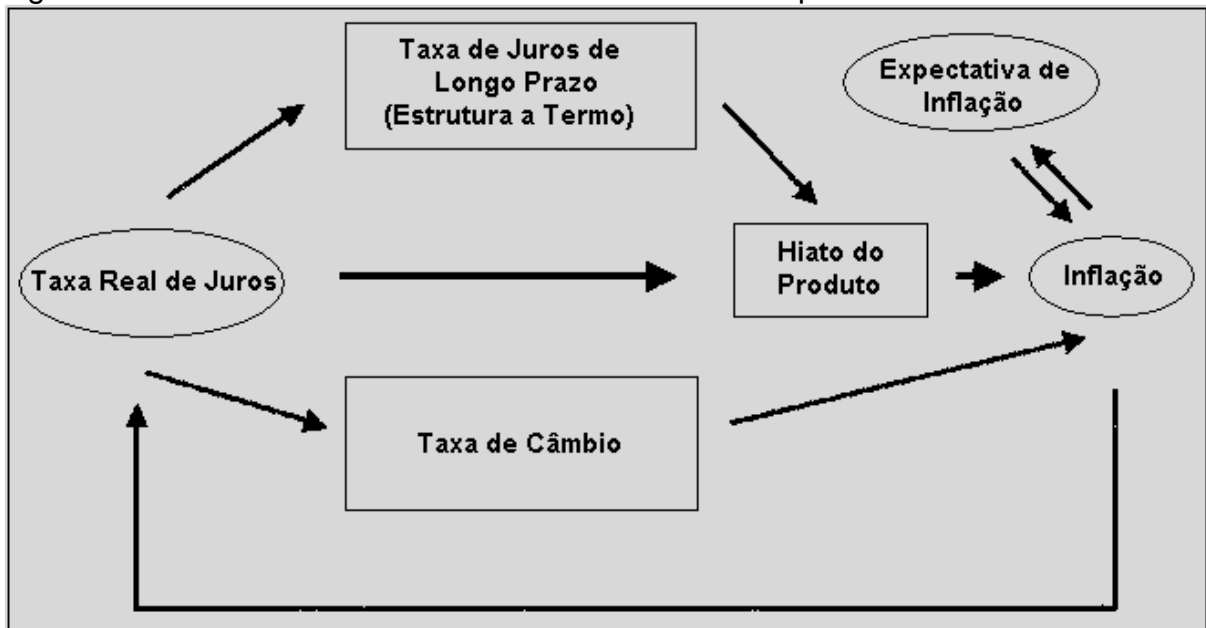 Taxa de Juros de
Longo Prazo
(Estrutura a Termo)
Expectativa de
Inflação
Taxa Real de Juros
Hiato do
Produto
Inflação
Taxa de Câmbio